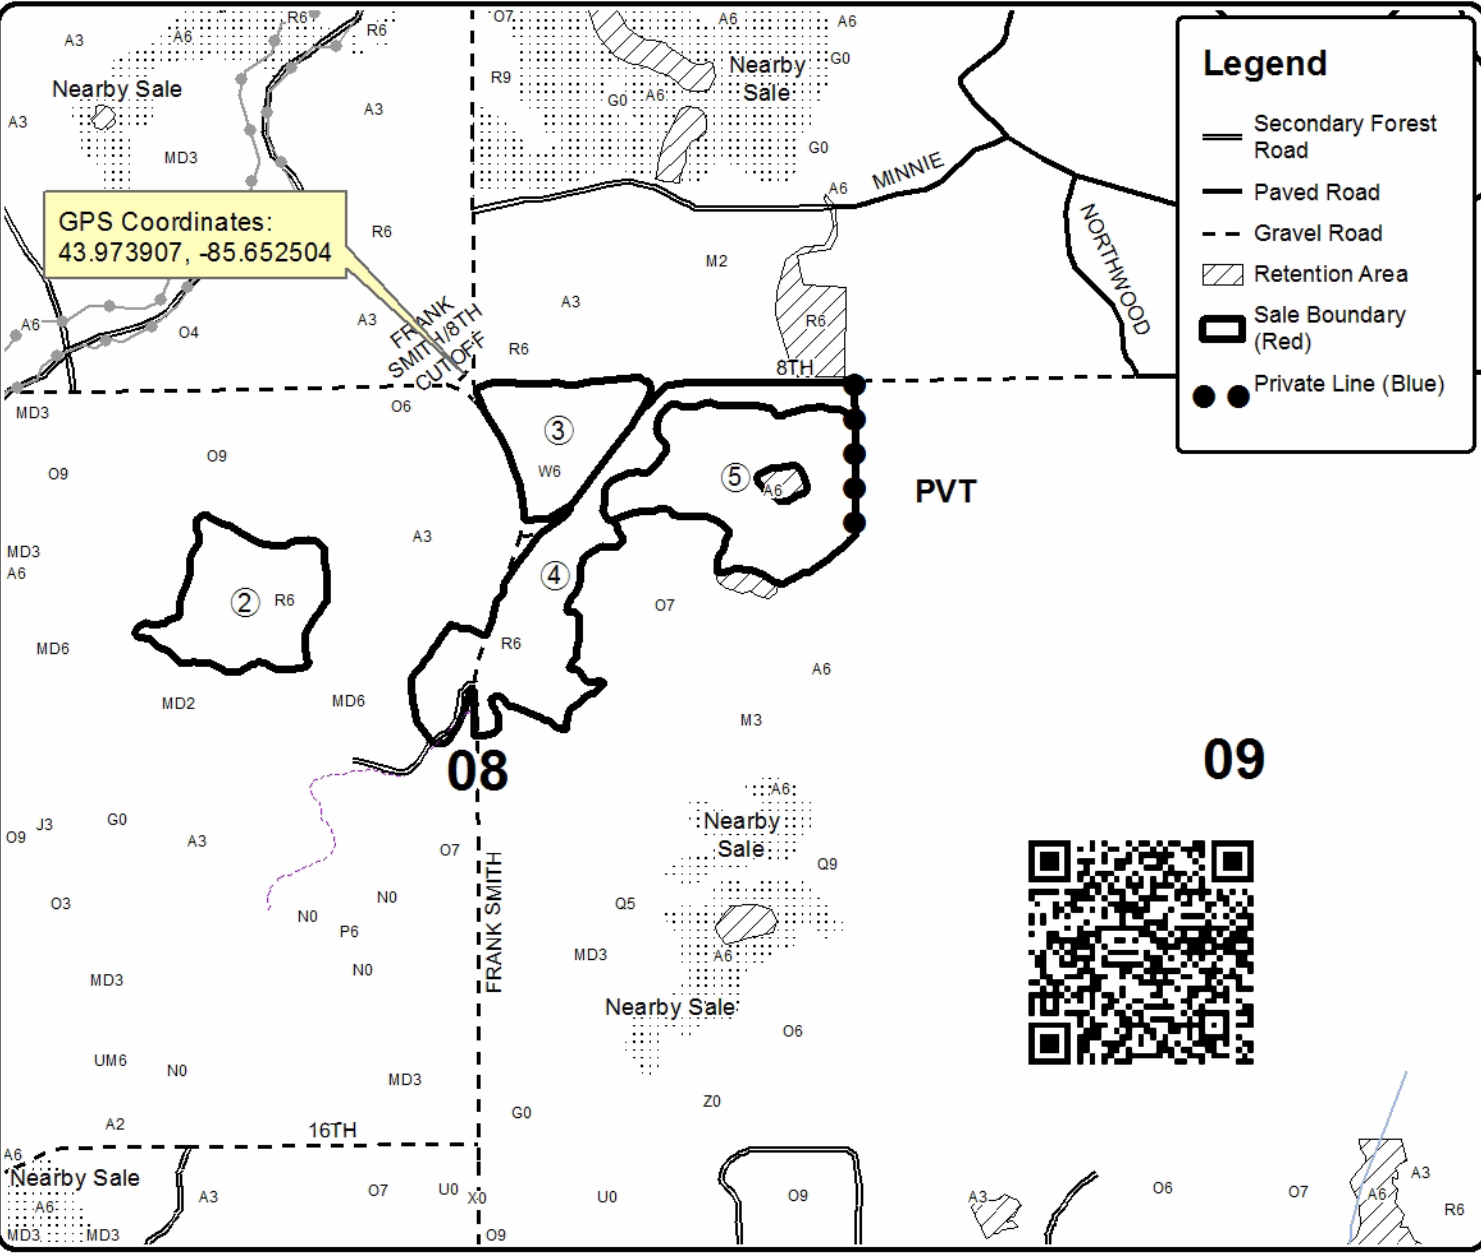 R6
O7
A6
A6
A3
A6
R6
G0
Nearby
Sale
R9
Nearby Sale
G0
A6
A3
A3
MD3
G0
A6
MINNIE
NORTHWOOD
GPS Coordinates:
43.973907, -85.652504
R6
M2
A3
FRANK
SMITH/8TH
CUTOFF
A3
A6
O4
R6
R6
8TH
Legend
Secondary Forest
Road
Paved Road
Gravel Road
Retention Area
Sale Boundary
(Red)
Private Line (Blue)
MD3
O6
3
O9
O9
W6
5
A6
PVT
A3
MD3
A6
4
2
R6
O7
MD6
R6
A6
MD2
MD6
M3
08
09
A6
Nearby
Sale
O9
J3
G0
A3
O7
Q9
FRANK SMITH
O3
N0
N0
P6
Q5
MD3
A6
N0
MD3
Nearby Sale
O6
UM6
N0
MD3
Z0
G0
A2
16TH
A6
Nearby Sale
A6
MD3
MD3
A3
O7
U0
X0
O9
U0
O9
A3
O6
O7
A6
A3
R6